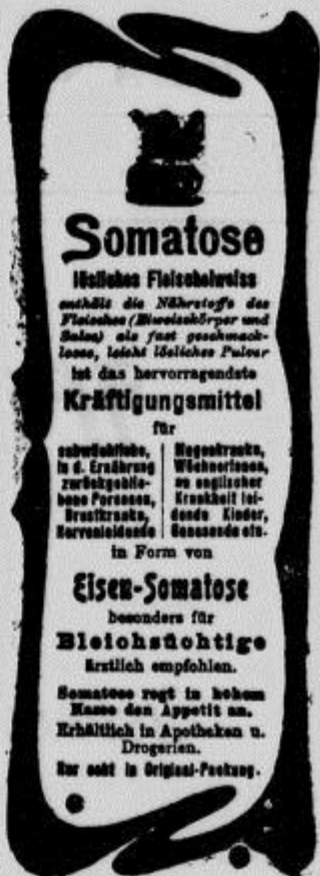 Somatose
lösliches Fleischeiweiss
enthält die Nährstoffe des
Fleisches (Eiweisskörper und
Salze) als fast geschmack-
loses, leicht lösliches Pulver
ist das hervorragendste
Kräftigungsmittel
für
schwächliche,
in d. Ernährung
zurückgeblie-
bene Personen,
Brustkranke,
Nervenleidende
Magenkranke,
Wöchnerinnen,
an englischer
Krankheit lei-
dende Kinder,
Genesende etc.
in Form von
Eisen-Somatose
besonders für
Bleichsüchtige
ärztlich empfohlen.
Somatose regt in hohem
Masse den Appetit an.
Erhältlich in Apotheken u.
Drogerien.
Nur echt in Original-Packung.